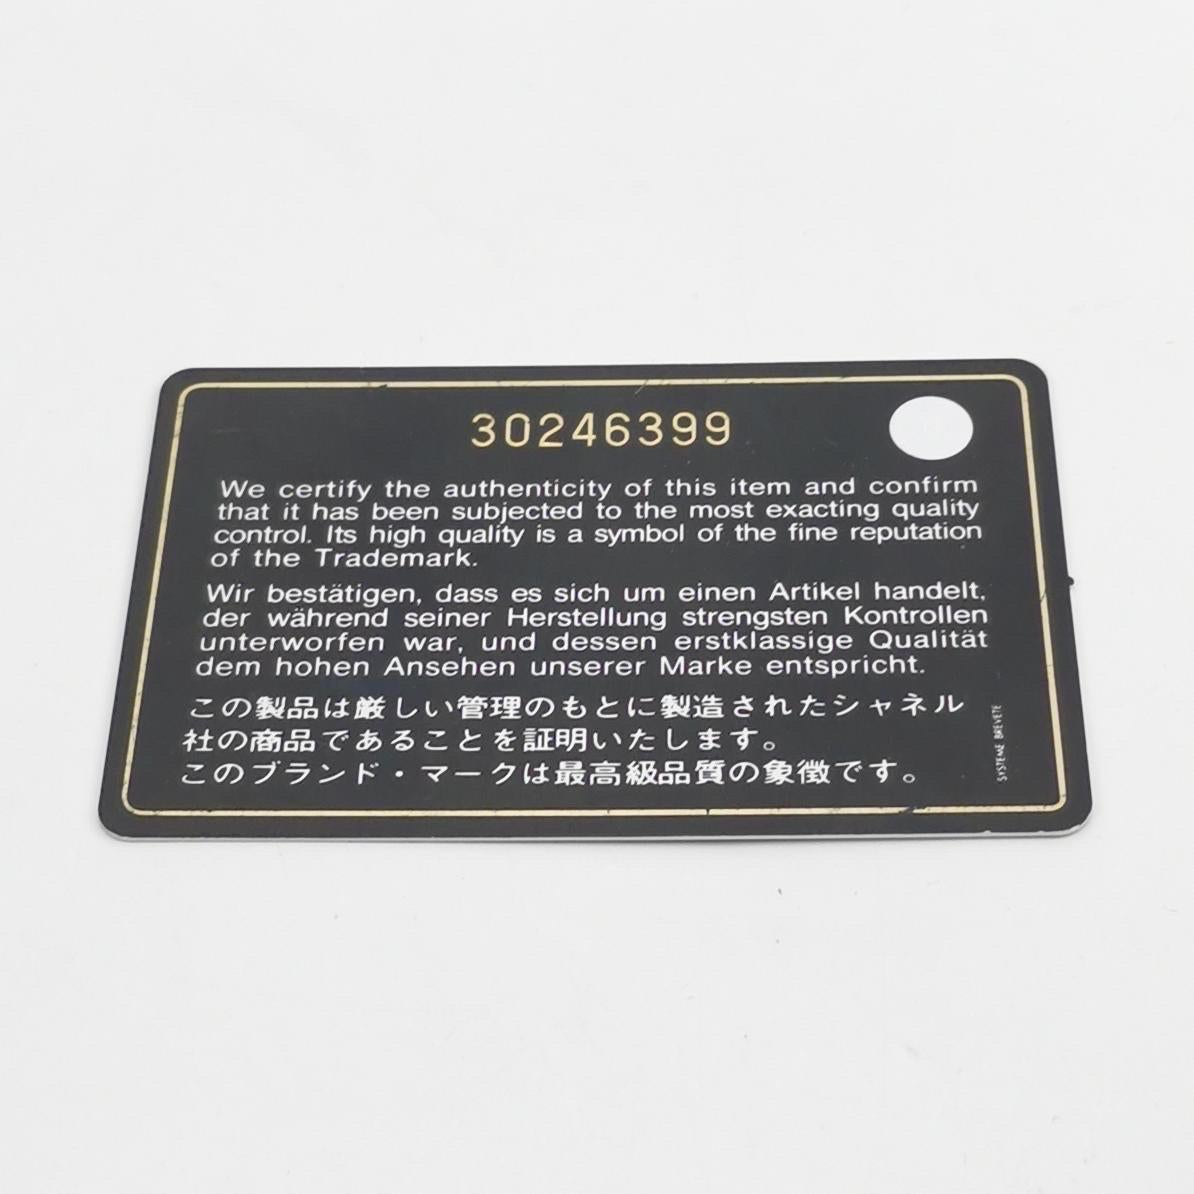 30246399
We certify the authenticity of this item and confirm
that it has been subjected to the most exacting quality
control. Its high quality is a symbol of the fine reputation
of the Trademark.
Wir bestätigen, dass es sich um einen Artikel handelt,
der während seiner Herstellung strengsten Kontrollen
unterworfen war, und dessen erstklassige Qualität
dem hohen Ansehen unserer Marke entspricht.
この製品は厳しい管理のもとに製造されたシャネル
社の商品であることを証明いたします。
このブランド・マークは最高級品質の象徴です。
SYSTEME BREVETE